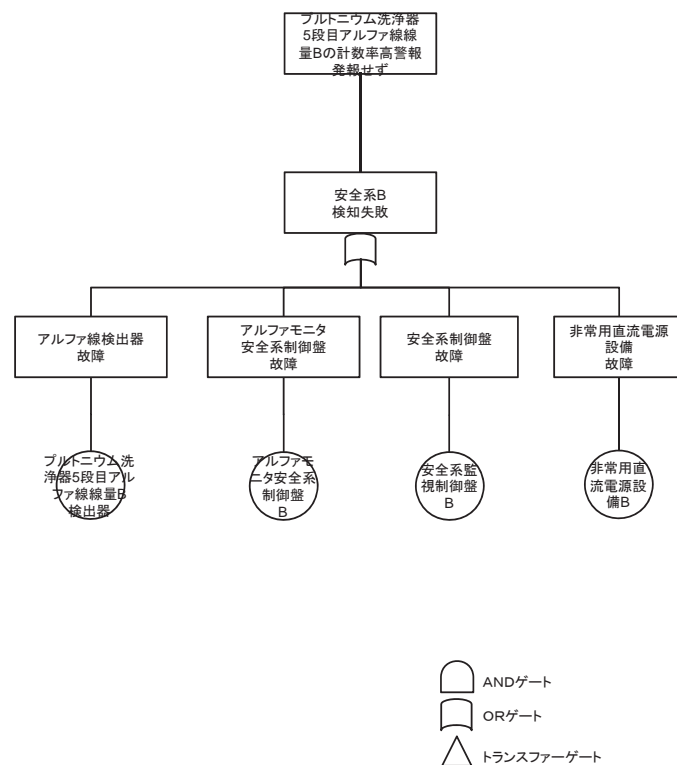 プルトニウム洗浄器
5段目アルファ線線
量Bの計数率高警報
発報せず
安全系B
検知失敗
アルファ線検出器
故障
アルファモニタ
安全系制御盤
故障
安全系制御盤
故障
非常用直流電源
設備
故障
プルトニウム洗
浄器5段目アル
ファ線線量B
検出器
アルファモ
ニタ安全系
制御盤
B
安全系監
視制御盤
B
非常用直
流電源設
備B
ANDゲート
ORゲート
トランスファーゲート